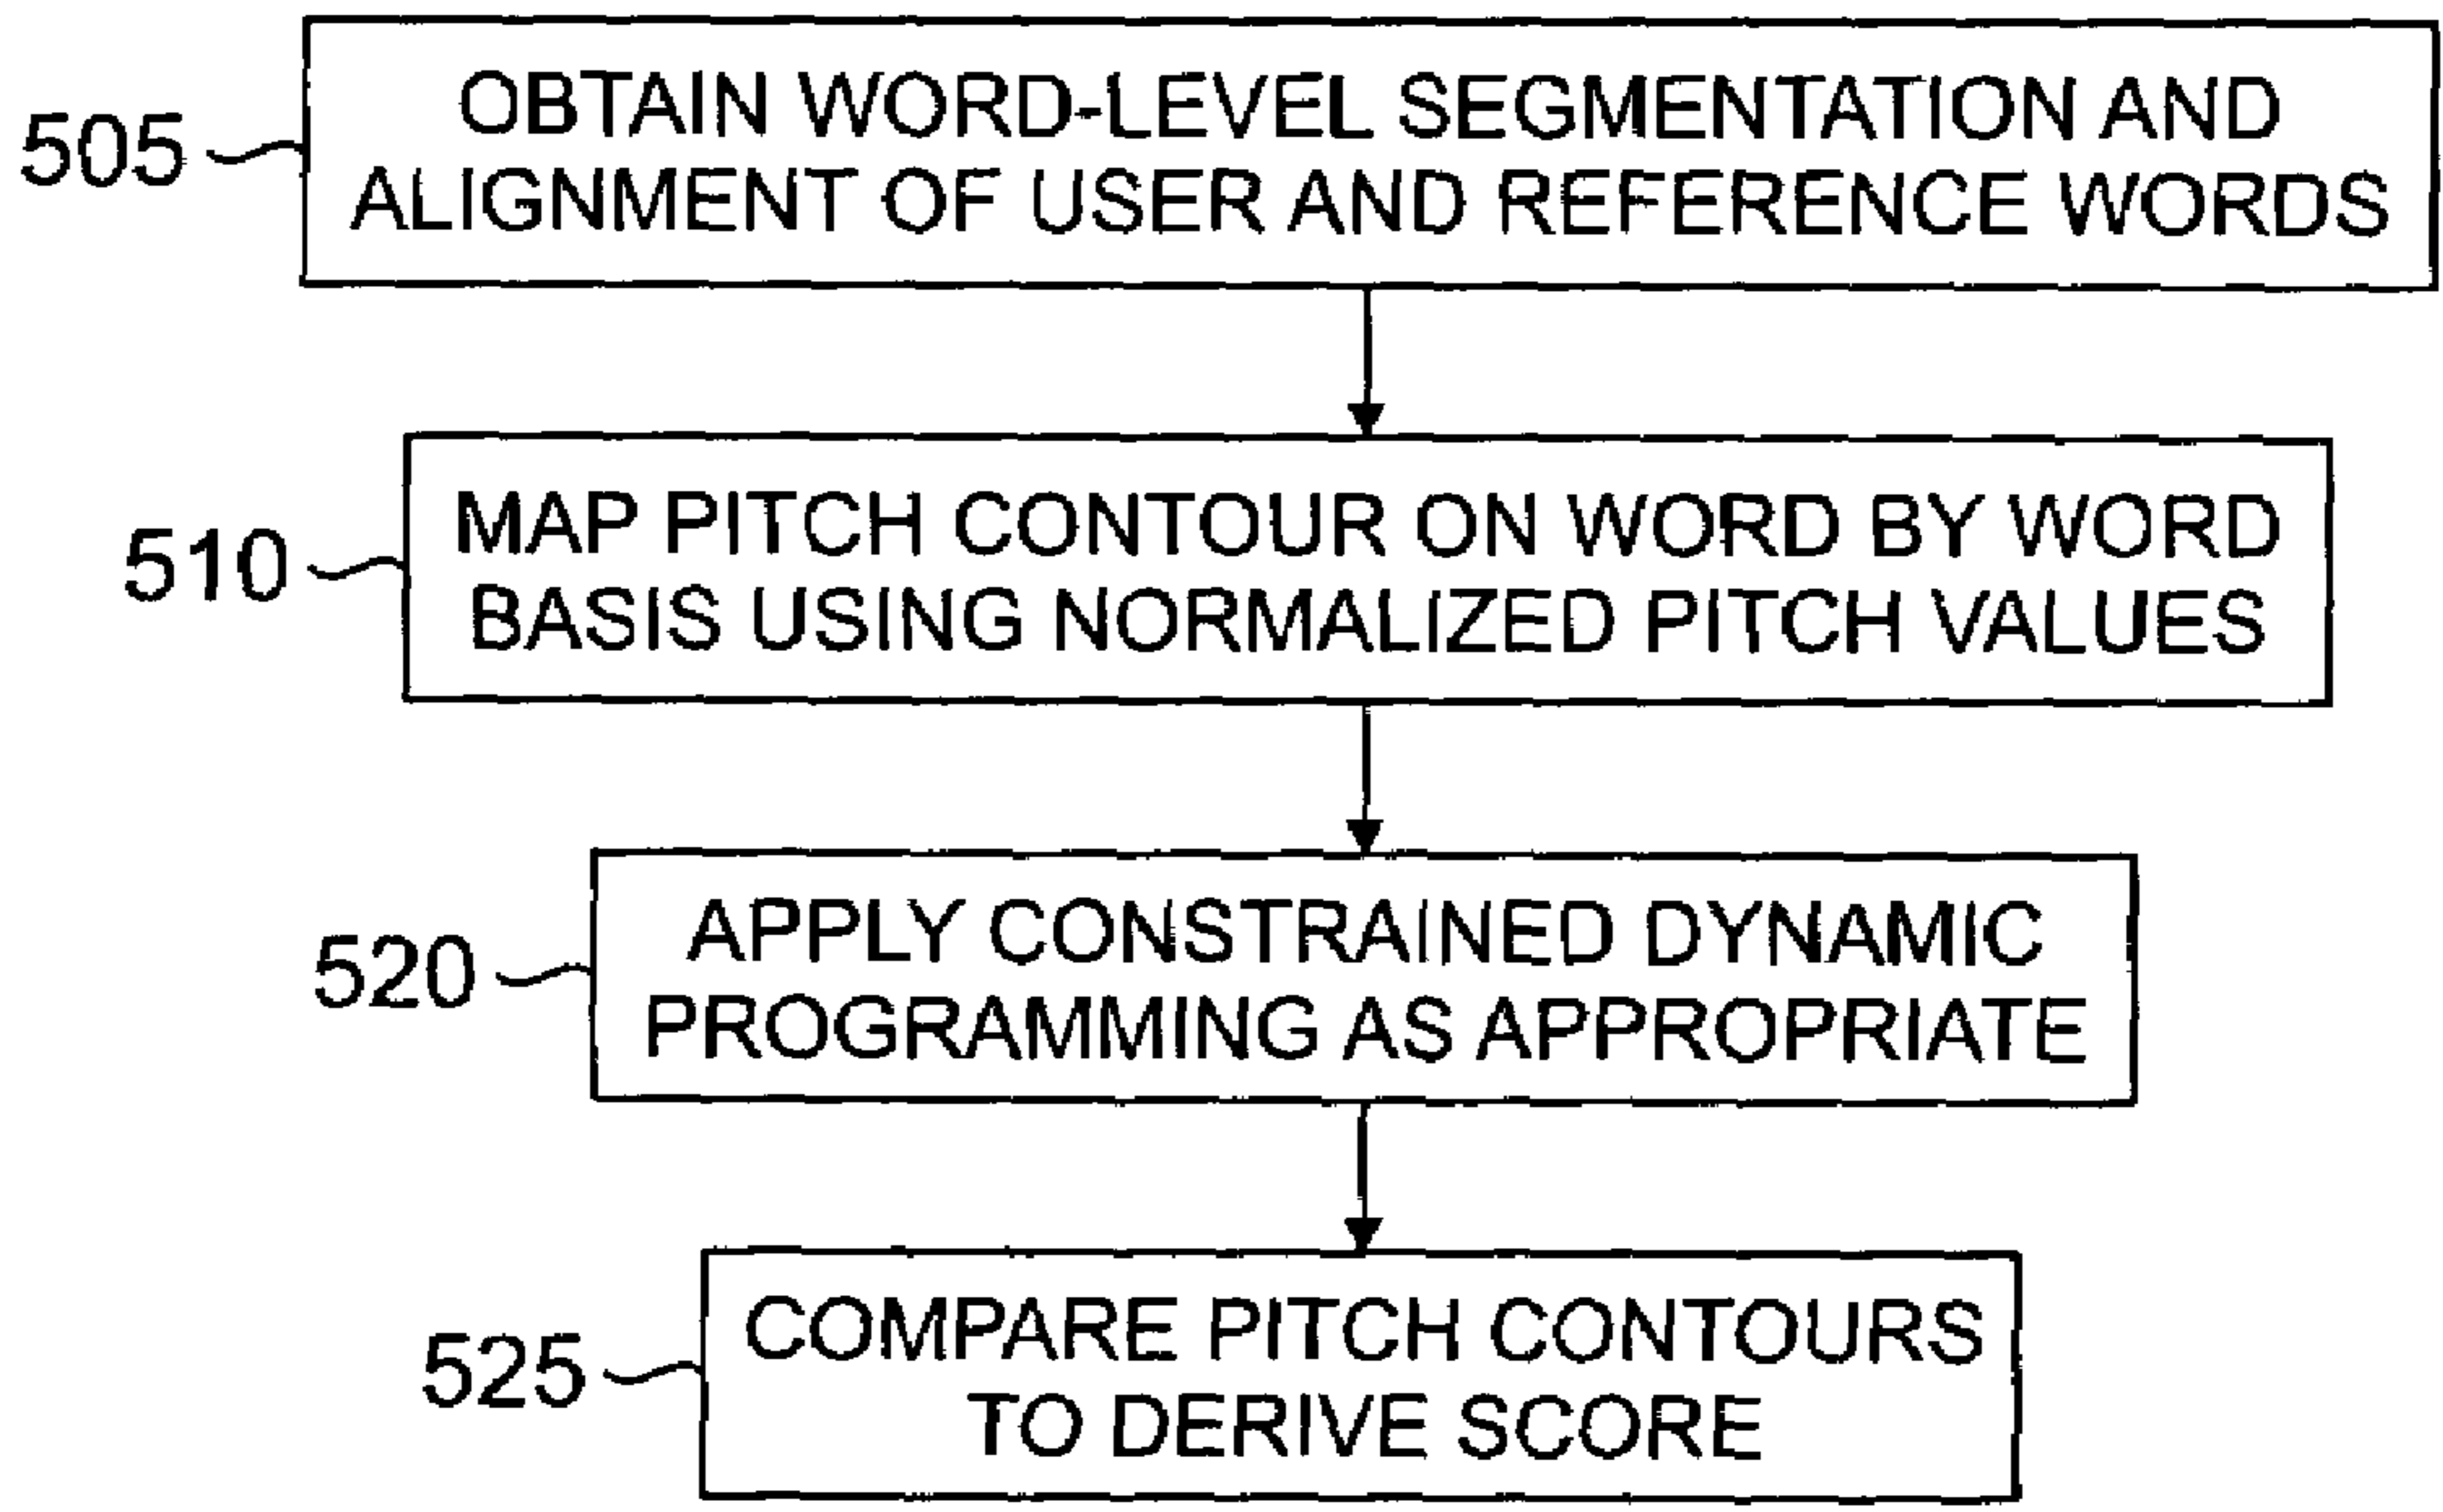 OBTAIN WORD-LEVEL SEGMENTATION AND
505
ALIGNMENT OF USER AND REFERENCE WORDS
MAP PITCH CONTOUR ON WORD BY WORD
510
BASIS USING NORMALIZED PITCH VALUES
APPLY CONSTRAINED DYNAMIC
520
PROGRAMMING AS APPROPRIATE
COMPARE PITCH CONTOURS
525
TO DERIVE SCORE